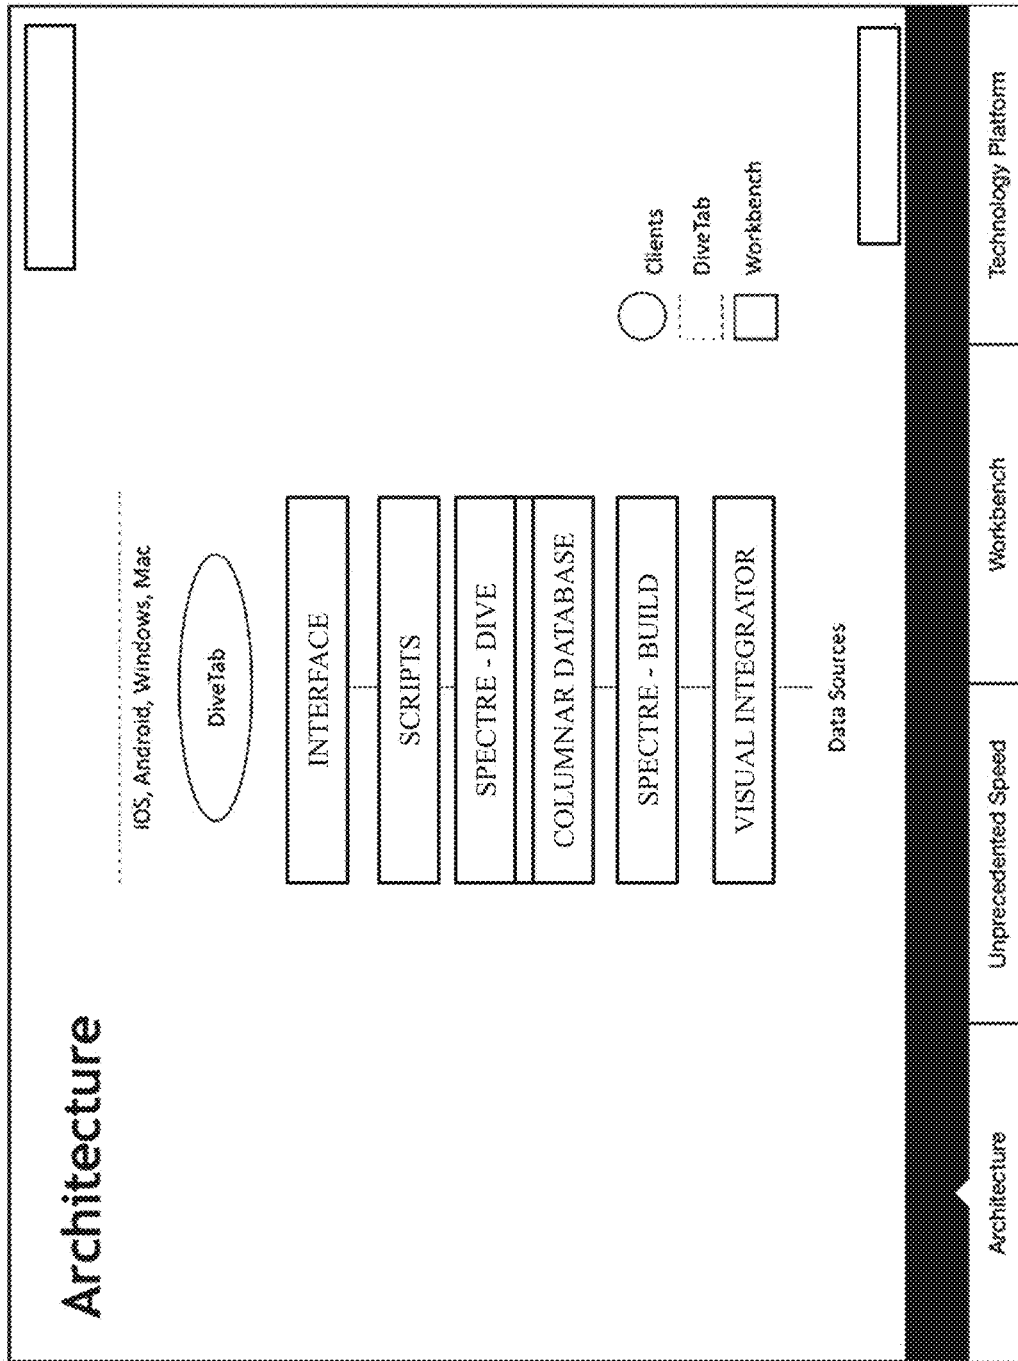 Architecture
iOS, Android, Windows, Mac
DiveTab
INTERFACE
SCRIPTS
SPECTRE - DIVE
COLUMNAR DATABASE
SPECTRE - BUILD
VISUAL INTEGRATOR
Data Sources
Clients
DiveTab
Workbench
Architecture
Unprecedented Speed
Workbench
Technology Platform